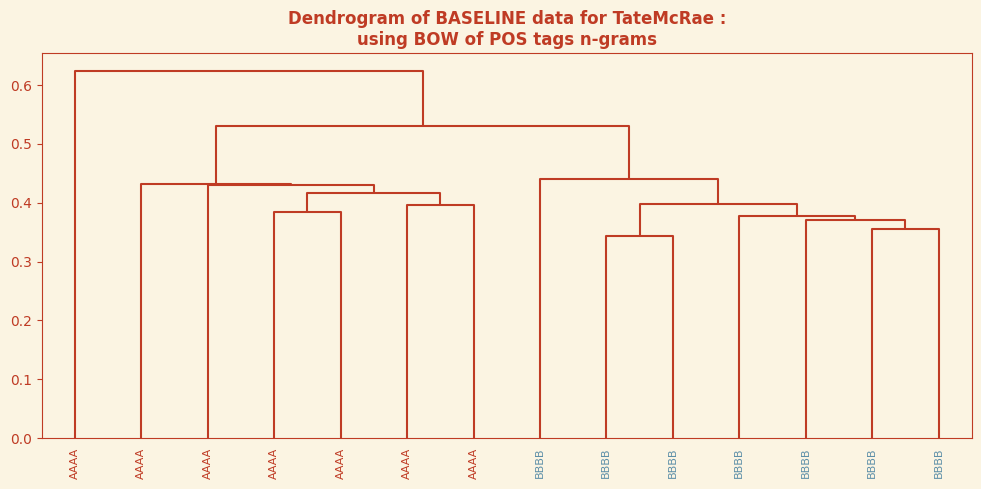 Dendrogram of BASELINE data for TateMcRae :
using BOW of POS tags n-grams
0.6
0.5
0.4
0.3
0.2
0.1
0.0
AAAA
AAAA
AAAA
AAAA
AAAA
AAAA
AAAA
BBBB
BBBB
BBBB
BBBB
BBBB
BBBB
BBBB